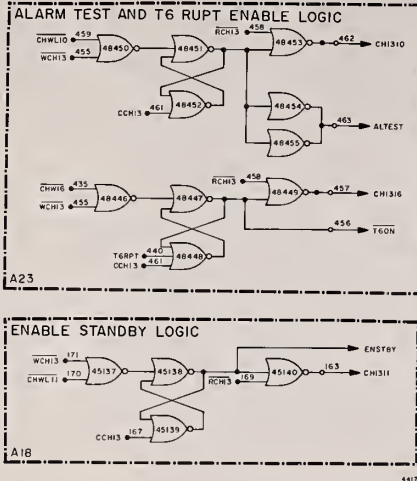 ALARM TEST AND T6 RUPT ENABLE LOGIC
CHWL10 459
WCH13 455
48450
48451
RCH13 458
48453
462 CH1310
CCH13 461
48452
48454
48455
463 ALTEST
CHW16 435
WCH13 455
48446
48447
RCH13 458
48449
457 CH1316
456 T6ON
T6RPT 440
CCH13 461
48448
A23
ENABLE STANDBY LOGIC
WCH13 171
CHWL11 170
45137
45138
ENSTBY
RCH13 169
45140
163 CH1311
CCH13 167
45139
A18